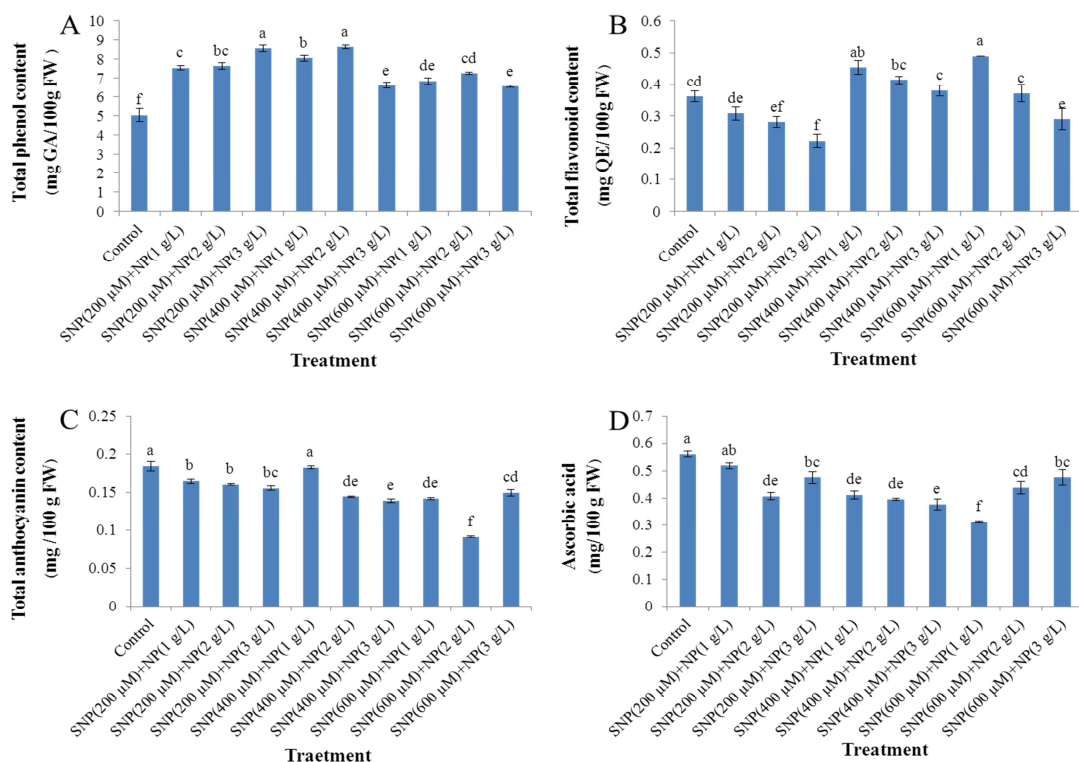 A
Total phenol content
(mg GA/100g FW)
10
9
8
7
6
5
4
3
2
1
0
f
c
bc
a
b
a
e
de
cd
e
Control
SNP(200 µM)+NP(1 g/L)
SNP(200 µM)+NP(2 g/L)
SNP(200 µM)+NP(3 g/L)
SNP(400 µM)+NP(1 g/L)
SNP(400 µM)+NP(2 g/L)
SNP(400 µM)+NP(3 g/L)
SNP(600 µM)+NP(1 g/L)
SNP(600 µM)+NP(2 g/L)
SNP(600 µM)+NP(3 g/L)
Treatment
B
Total flavonoid content
(mg QE/100g FW)
0.6
0.5
0.4
0.3
0.2
0.1
0
cd
de
ef
f
ab
bc
c
a
c
e
Control
SNP(200 µM)+NP(1 g/L)
SNP(200 µM)+NP(2 g/L)
SNP(200 µM)+NP(3 g/L)
SNP(400 µM)+NP(1 g/L)
SNP(400 µM)+NP(2 g/L)
SNP(400 µM)+NP(3 g/L)
SNP(600 µM)+NP(1 g/L)
SNP(600 µM)+NP(2 g/L)
SNP(600 µM)+NP(3 g/L)
Treatment
C
Total anthocyanin content
(mg /100 g FW)
0.25
0.2
0.15
0.1
0.05
0
a
b
b
bc
a
de
e
de
f
cd
Control
SNP(200 µM)+NP(1 g/L)
SNP(200 µM)+NP(2 g/L)
SNP(200 µM)+NP(3 g/L)
SNP(400 µM)+NP(1 g/L)
SNP(400 µM)+NP(2 g/L)
SNP(400 µM)+NP(3 g/L)
SNP(600 µM)+NP(1 g/L)
SNP(600 µM)+NP(2 g/L)
SNP(600 µM)+NP(3 g/L)
Traetment
D
Ascorbic acid
(mg/100 g FW)
0.7
0.6
0.5
0.4
0.3
0.2
0.1
0
a
ab
de
bc
de
de
e
f
cd
bc
Control
SNP(200 µM)+NP(1 g/L)
SNP(200 µM)+NP(2 g/L)
SNP(200 µM)+NP(3 g/L)
SNP(400 µM)+NP(1 g/L)
SNP(400 µM)+NP(2 g/L)
SNP(400 µM)+NP(3 g/L)
SNP(600 µM)+NP(1 g/L)
SNP(600 µM)+NP(2 g/L)
SNP(600 µM)+NP(3 g/L)
Treatment